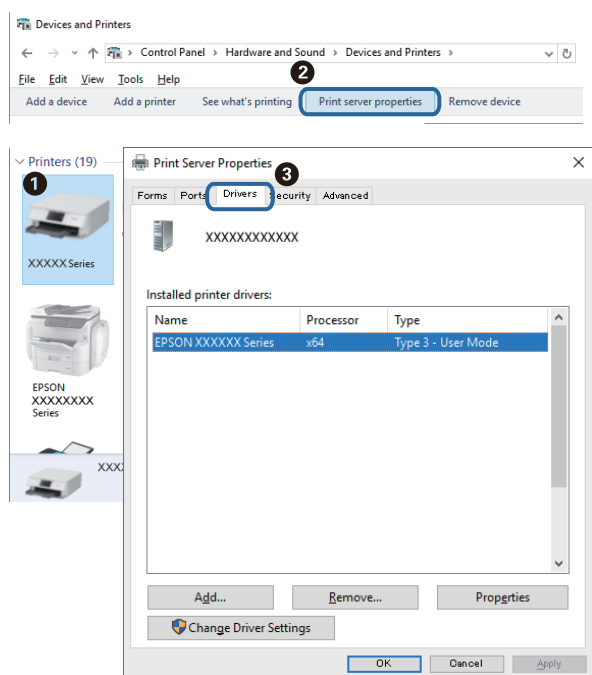 Devices and Printers
Control Panel > Hardware and Sound > Devices and Printers >
2
File Edit View Tools Help
Add a device Add a printer See what's printing Print server properties Remove device
Printers (19)
1
XXXXX Series
EPSON
XXXXXXXX
Series
XXX
Print Server Properties
3
Forms Ports Drivers Security Advanced
XXXXXXXXXXXX
Installed printer drivers:
Name Processor Type
EPSON XXXXXX Series x64 Type 3 - User Mode
Add... Remove... Properties
Change Driver Settings
OK Cancel Apply